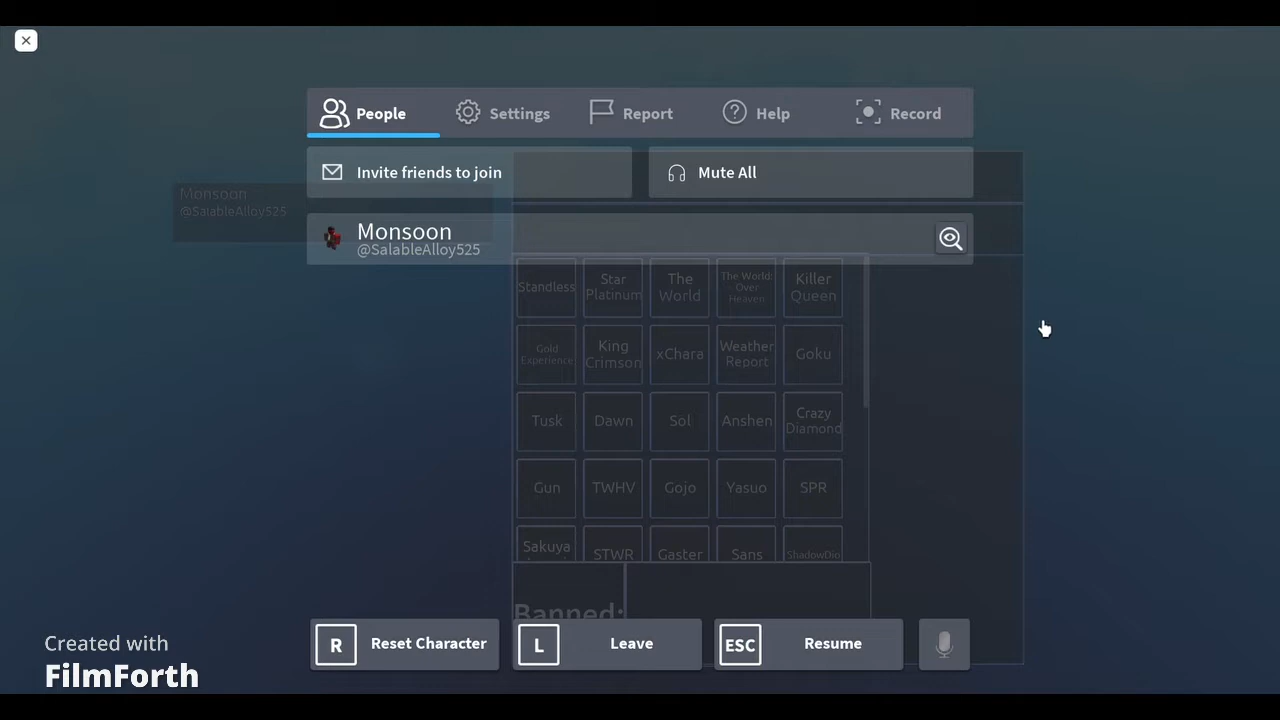 People
Settings
Report
Help
Record
Invite friends to join
Mute All
Monsoon
@SalableAlloy525
Monsoon
@SalableAlloy525
Standless
Star
Platinum
The
World
The World:
Over
Heaven
Killer
Queen
Gold
Experience
King
Crimson
xChara
Weather
Report
Goku
Tusk
Dawn
Sol
Anshen
Crazy
Diamond
Gun
TWHV
Gojo
Yasuo
SPR
Sakuya
STWR
Gaster
Sans
ShadowDio
Banned:
R
Reset Character
L
Leave
ESC
Resume
Created with
FilmForth